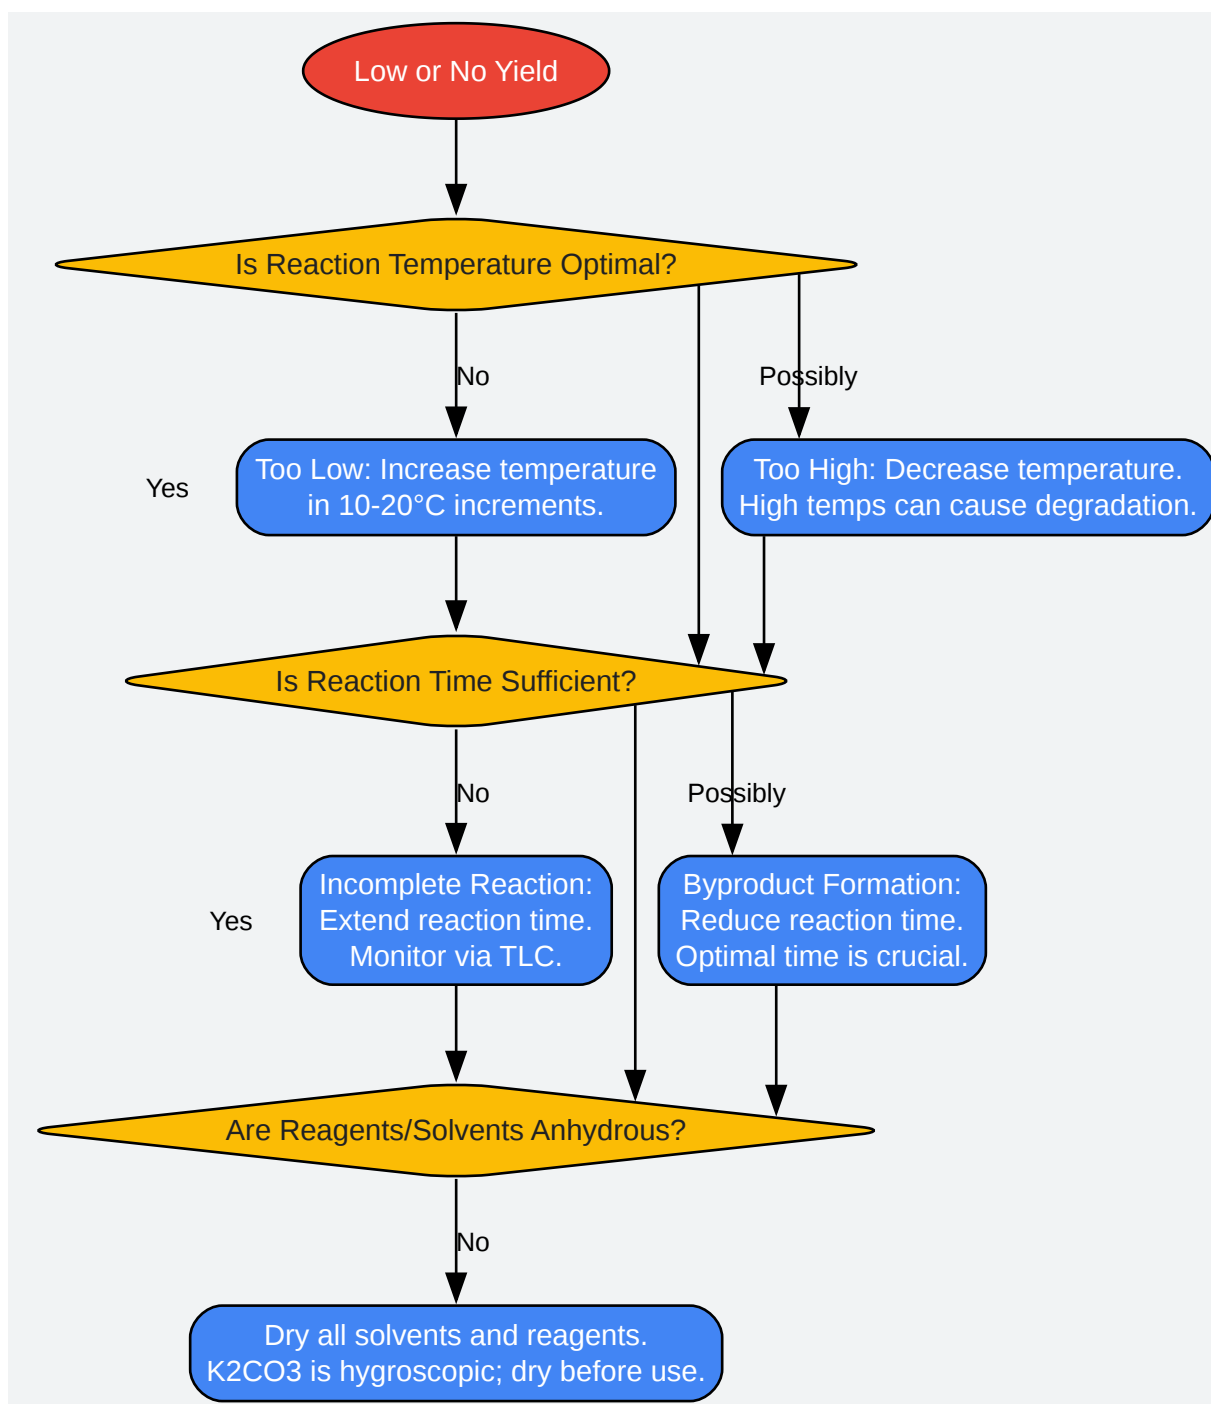 Low or No Yield
Is Reaction Temperature Optimal?
No
Possibly
Yes
Too Low: Increase temperature
in 10-20°C increments.
Too High: Decrease temperature.
High temps can cause degradation.
Is Reaction Time Sufficient?
No
Possibly
Yes
Incomplete Reaction:
Extend reaction time.
Monitor via TLC.
Byproduct Formation:
Reduce reaction time.
Optimal time is crucial.
Are Reagents/Solvents Anhydrous?
No
Dry all solvents and reagents.
K2CO3 is hygroscopic; dry before use.